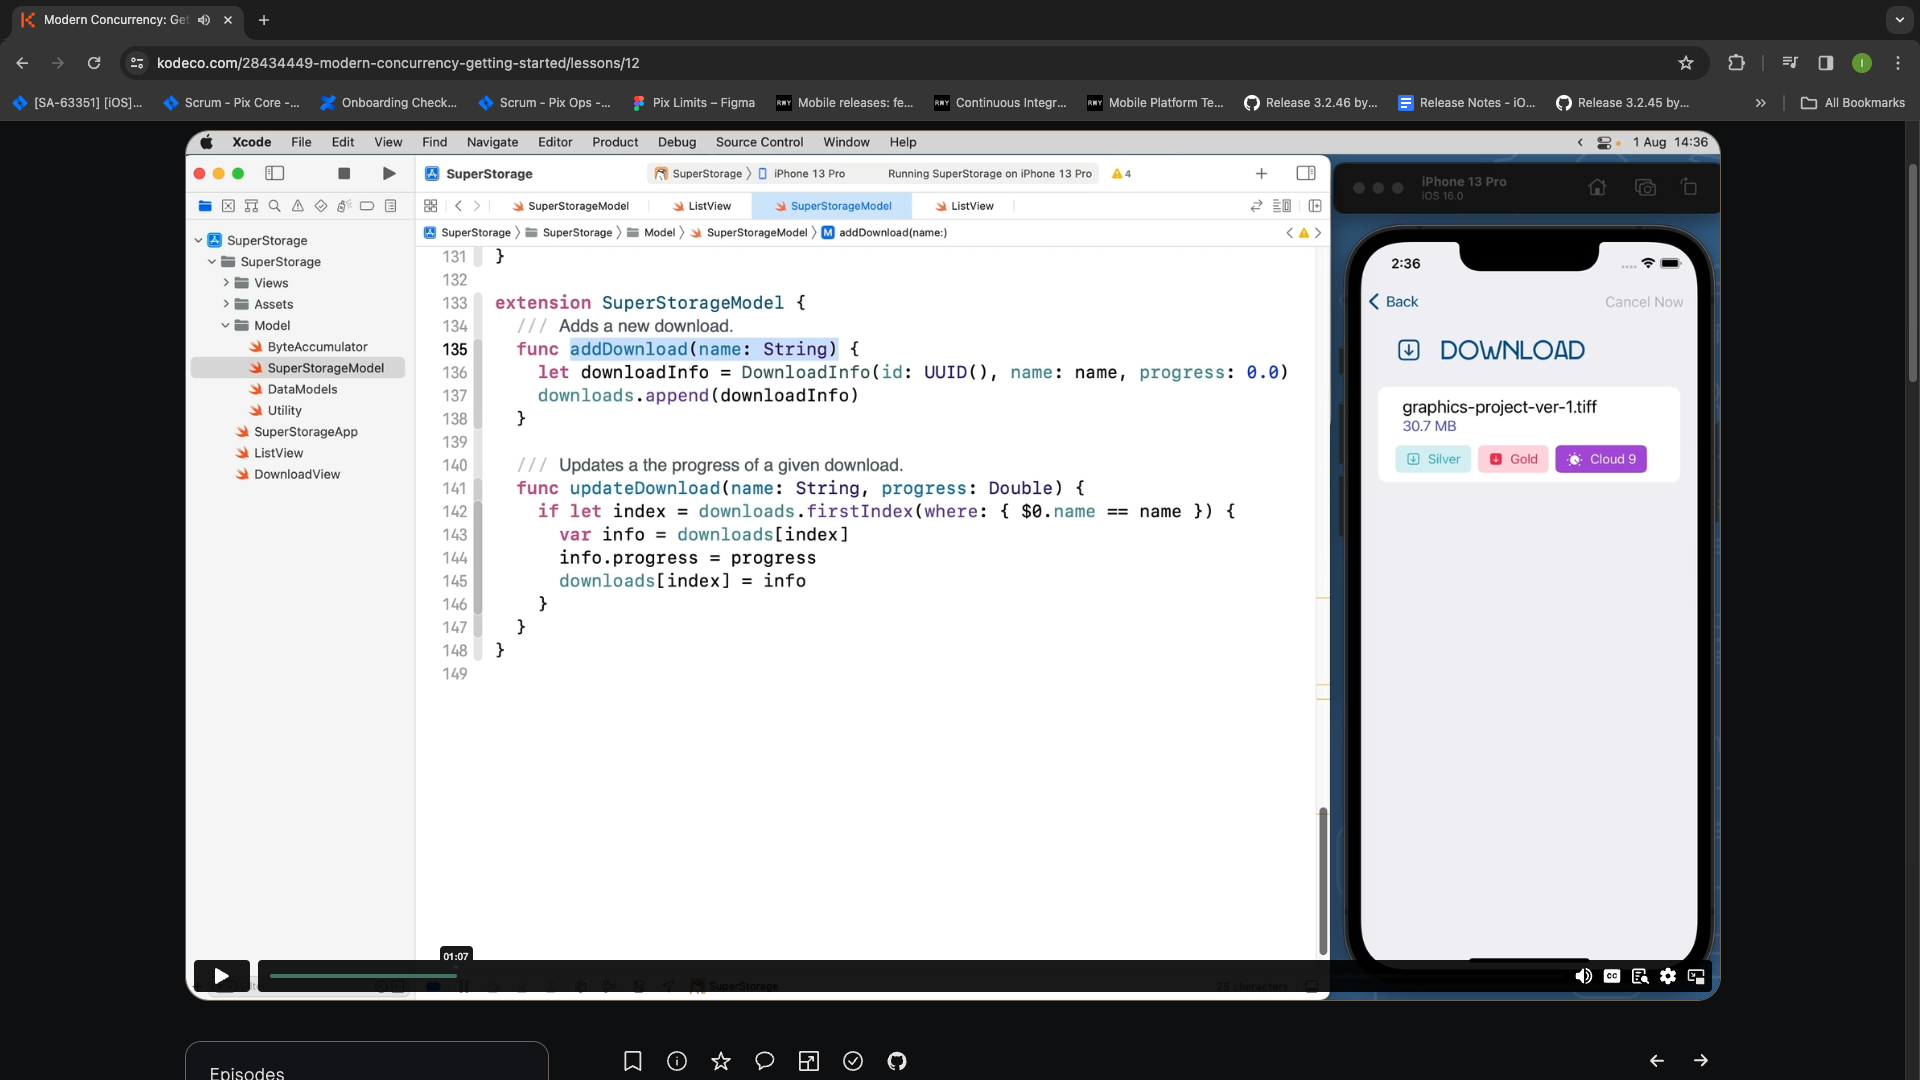 Modern Concurrency: Get
kodeco.com/28434449-modern-concurrency-getting-started/lessons/12
[SA-63351] [iOS]...
Scrum - Pix Core -...
Onboarding Check...
Scrum - Pix Ops -...
Pix Limits – Figma
Mobile releases: fe...
Continuous Integr...
Mobile Platform Te...
Release 3.2.46 by...
Release Notes - iO...
Release 3.2.45 by...
All Bookmarks
Xcode File Edit View Find Navigate Editor Product Debug Source Control Window Help
1 Aug 14:36
SuperStorage
SuperStorage iPhone 13 Pro Running SuperStorage on iPhone 13 Pro 4
SuperStorageModel ListView SuperStorageModel ListView
SuperStorage SuperStorage Model SuperStorageModel M addDownload(name:)
SuperStorage
SuperStorage
Views
Assets
Model
ByteAccumulator
SuperStorageModel
DataModels
Utility
SuperStorageApp
ListView
DownloadView
131 }
132
133 extension SuperStorageModel {
134 /// Adds a new download.
135 func addDownload(name: String) {
136 let downloadInfo = DownloadInfo(id: UUID(), name: name, progress: 0.0)
137 downloads.append(downloadInfo)
138 }
139
140 /// Updates a the progress of a given download.
141 func updateDownload(name: String, progress: Double) {
142 if let index = downloads.firstIndex(where: { $0.name == name }) {
143 var info = downloads[index]
144 info.progress = progress
145 downloads[index] = info
146 }
147 }
148 }
149
iPhone 13 Pro
iOS 16.0
2:36
Back Cancel Now
DOWNLOAD
graphics-project-ver-1.tiff
30.7 MB
Silver Gold Cloud 9
01:07
SuperStorage
25 characters
CC
Episodes